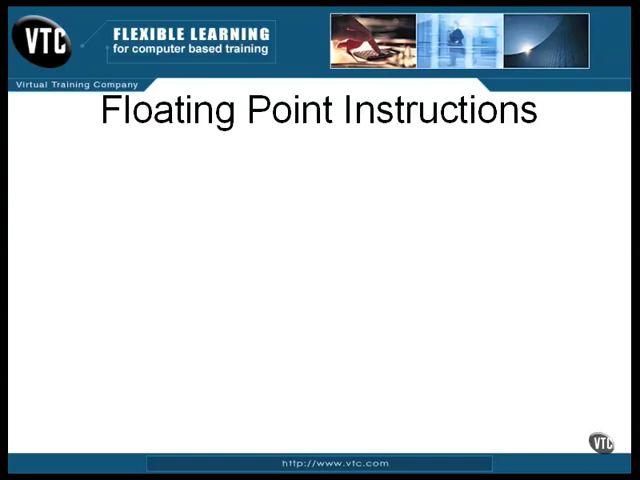 VTC
FLEXIBLE LEARNING
for computer based training
Virtual Training Company
Floating Point Instructions
VTC
http://www.vtc.com